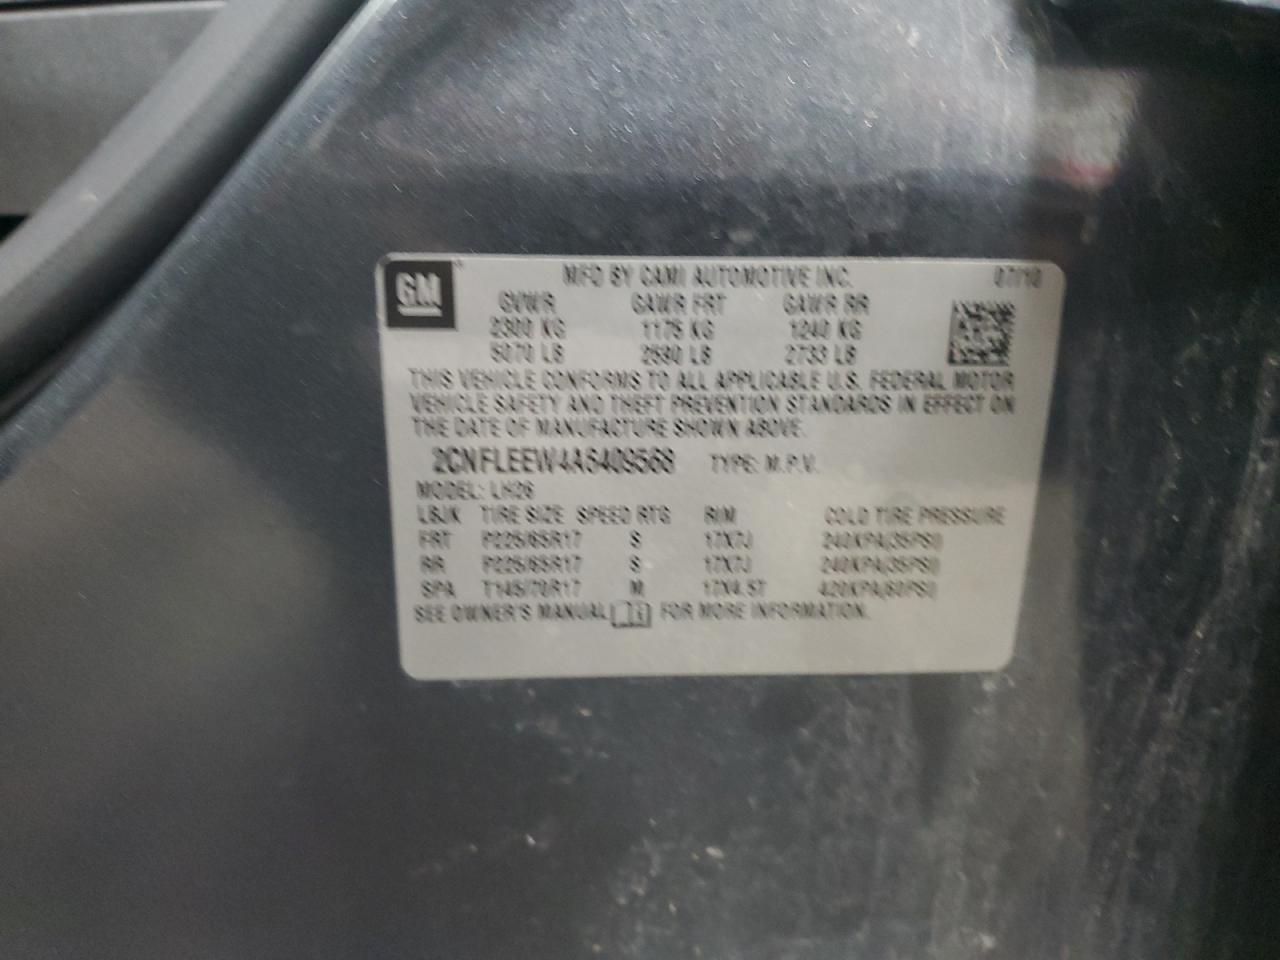 GM
MFD BY CAMI AUTOMOTIVE INC. 07/10
GVWR GAWR FRT GAWR RR
2300 KG 1175 KG 1240 KG
5070 LB 2590 LB 2733 LB
THIS VEHICLE CONFORMS TO ALL APPLICABLE U.S. FEDERAL MOTOR
VEHICLE SAFETY AND THEFT PREVENTION STANDARDS IN EFFECT ON
THE DATE OF MANUFACTURE SHOWN ABOVE.
2CNFLEEW4A6409568 TYPE: M.P.V.
MODEL: LH26
LBJK TIRE SIZE SPEED RTG RIM COLD TIRE PRESSURE
FRT P225/65R17 S 17X7J 240KPA(35PSI)
RR P225/65R17 S 17X7J 240KPA(35PSI)
SPA T145/70R17 M 17X4.5T 420KPA(60PSI)
SEE OWNER'S MANUAL FOR MORE INFORMATION.